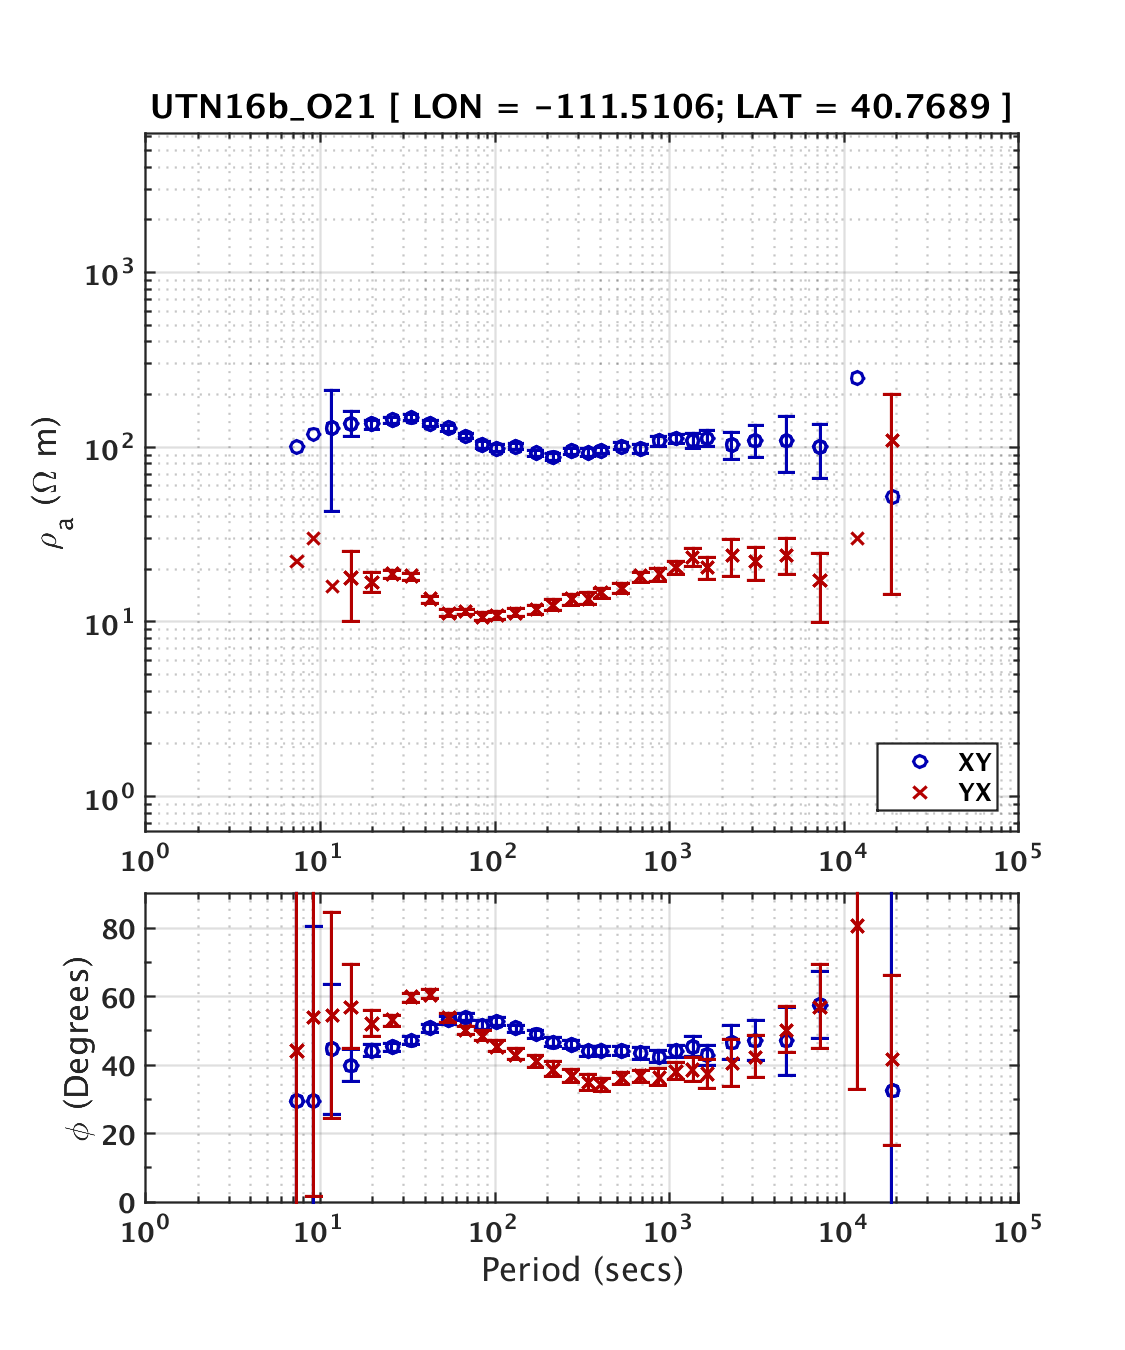 UTN16b_O21 [ LON = -111.5106; LAT = 40.7689 ]
ρa (Ω m)
10³
10²
10¹
10⁰
XY
YX
10⁰ 10¹ 10² 10³ 10⁴ 10⁵
ϕ (Degrees)
80
60
40
20
0
10⁰ 10¹ 10² 10³ 10⁴ 10⁵
Period (secs)